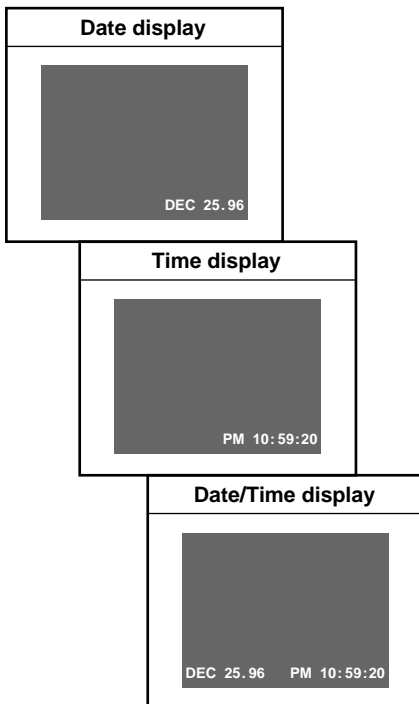 Date display
DEC 25.96
Time display
PM 10:59:20
Date/Time display
DEC 25.96 PM 10:59:20